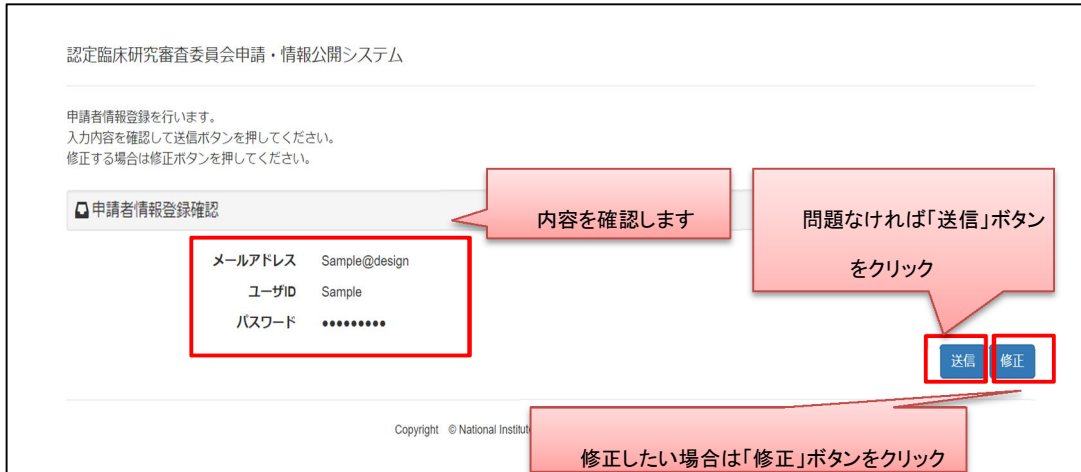 認定臨床研究審査委員会申請・情報公開システム
申請者情報登録を行います。
入力内容を確認して送信ボタンを押してください。
修正する場合は修正ボタンを押してください。
申請者情報登録確認
内容を確認します
問題なければ「送信」ボタン
をクリック
メールアドレス Sample@design
ユーザID Sample
パスワード •••••••••
送信 修正
Copyright © National
修正したい場合は「修正」ボタンをクリック